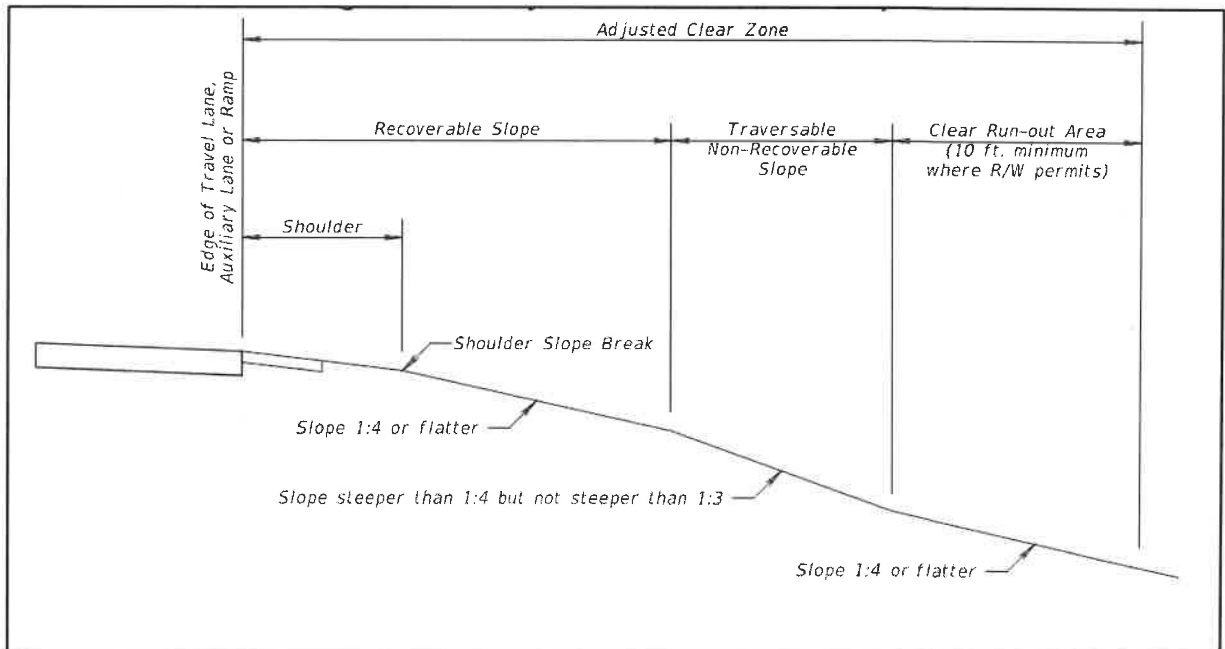 Adjusted Clear Zone
Edge of Travel Lane,
Auxiliary Lane or Ramp
Recoverable Slope
Traversable
Non-Recoverable
Slope
Clear Run-out Area
(10 ft. minimum
where R/W permits)
Shoulder
Shoulder Slope Break
Slope 1:4 or flatter
Slope steeper than 1:4 but not steeper than 1:3
Slope 1:4 or flatter